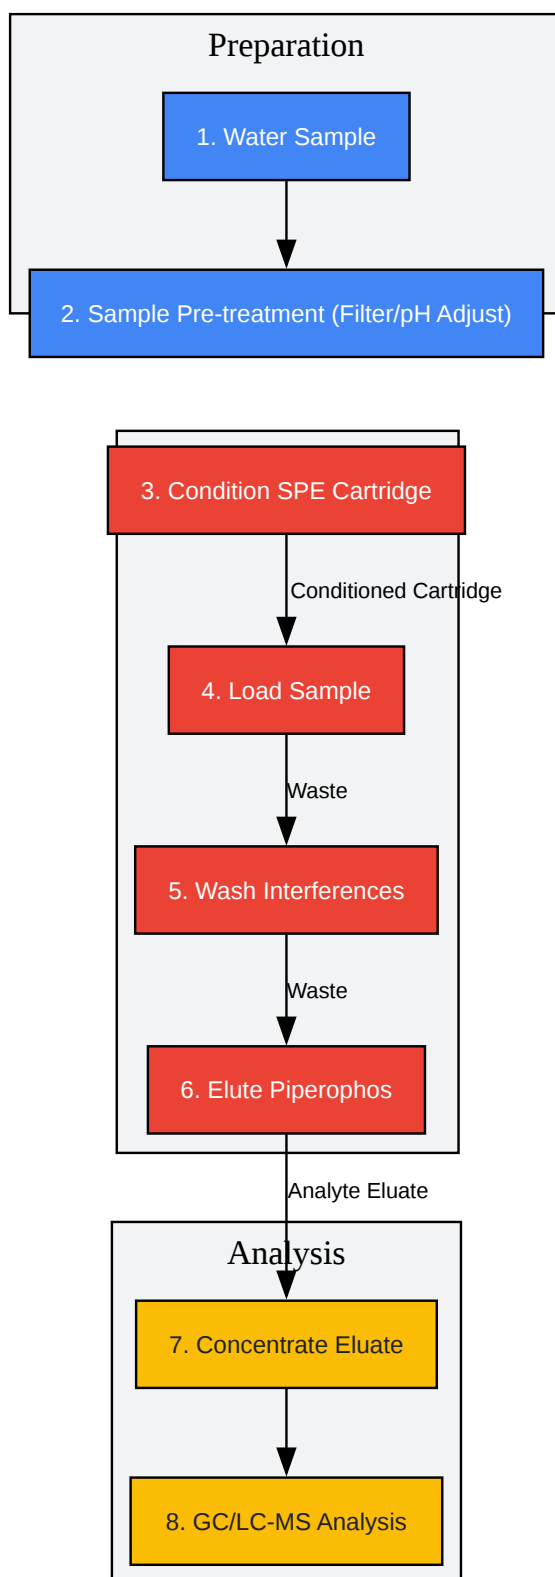 Preparation
1. Water Sample
2. Sample Pre-treatment (Filter/pH Adjust)
3. Condition SPE Cartridge
Conditioned Cartridge
4. Load Sample
Waste
5. Wash Interferences
Waste
6. Elute Piperophos
Analyte Eluate
Analysis
7. Concentrate Eluate
8. GC/LC-MS Analysis